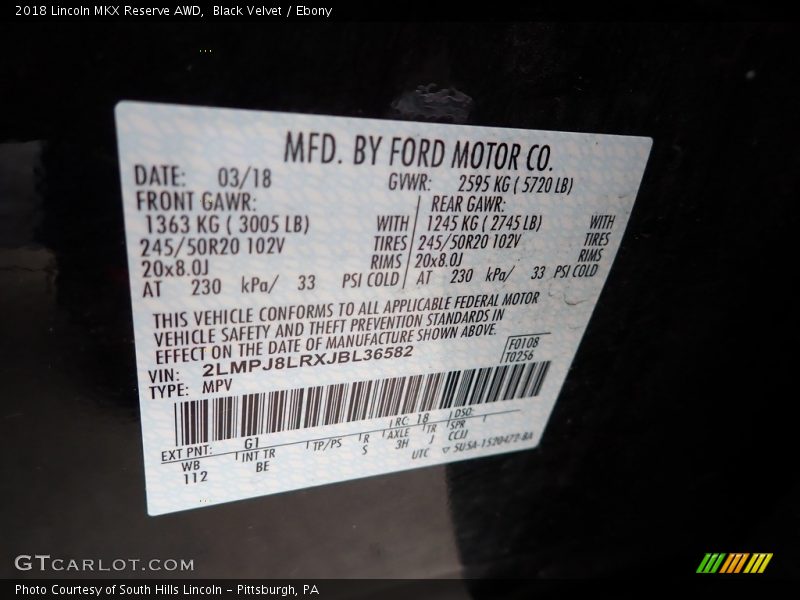 2018 Lincoln MKX Reserve AWD, Black Velvet / Ebony
MFD. BY FORD MOTOR CO.
DATE: 03/18 GVWR: 2595 KG ( 5720 LB)
FRONT GAWR: REAR GAWR:
1363 KG ( 3005 LB) WITH 1245 KG ( 2745 LB) WITH
245/50R20 102V TIRES 245/50R20 102V TIRES
20x8.0J RIMS 20x8.0J RIMS
AT 230 kPa/ 33 PSI COLD AT 230 kPa/ 33 PSI COLD
THIS VEHICLE CONFORMS TO ALL APPLICABLE FEDERAL MOTOR
VEHICLE SAFETY AND THEFT PREVENTION STANDARDS IN
EFFECT ON THE DATE OF MANUFACTURE SHOWN ABOVE.
VIN: 2LMPJ8LRXJBL36582 F0108
TYPE: MPV T0256
RC: 18 DSO:
EXT PNT: G1 TP/PS R AXLE TR SPR
WB INT TR S 3H J CCJJ
112 BE UTC ▽ 5U5A-1520472-BA
GTCARLOT.COM
Photo Courtesy of South Hills Lincoln - Pittsburgh, PA